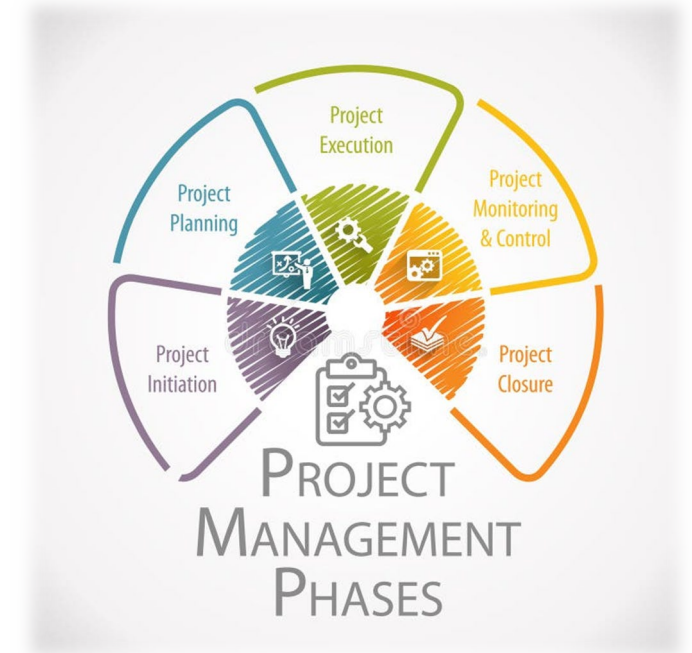 Project
Execution
Project
Planning
Project
Monitoring
& Control
Project
Initiation
Project
Closure
PROJECT
MANAGEMENT
PHASES